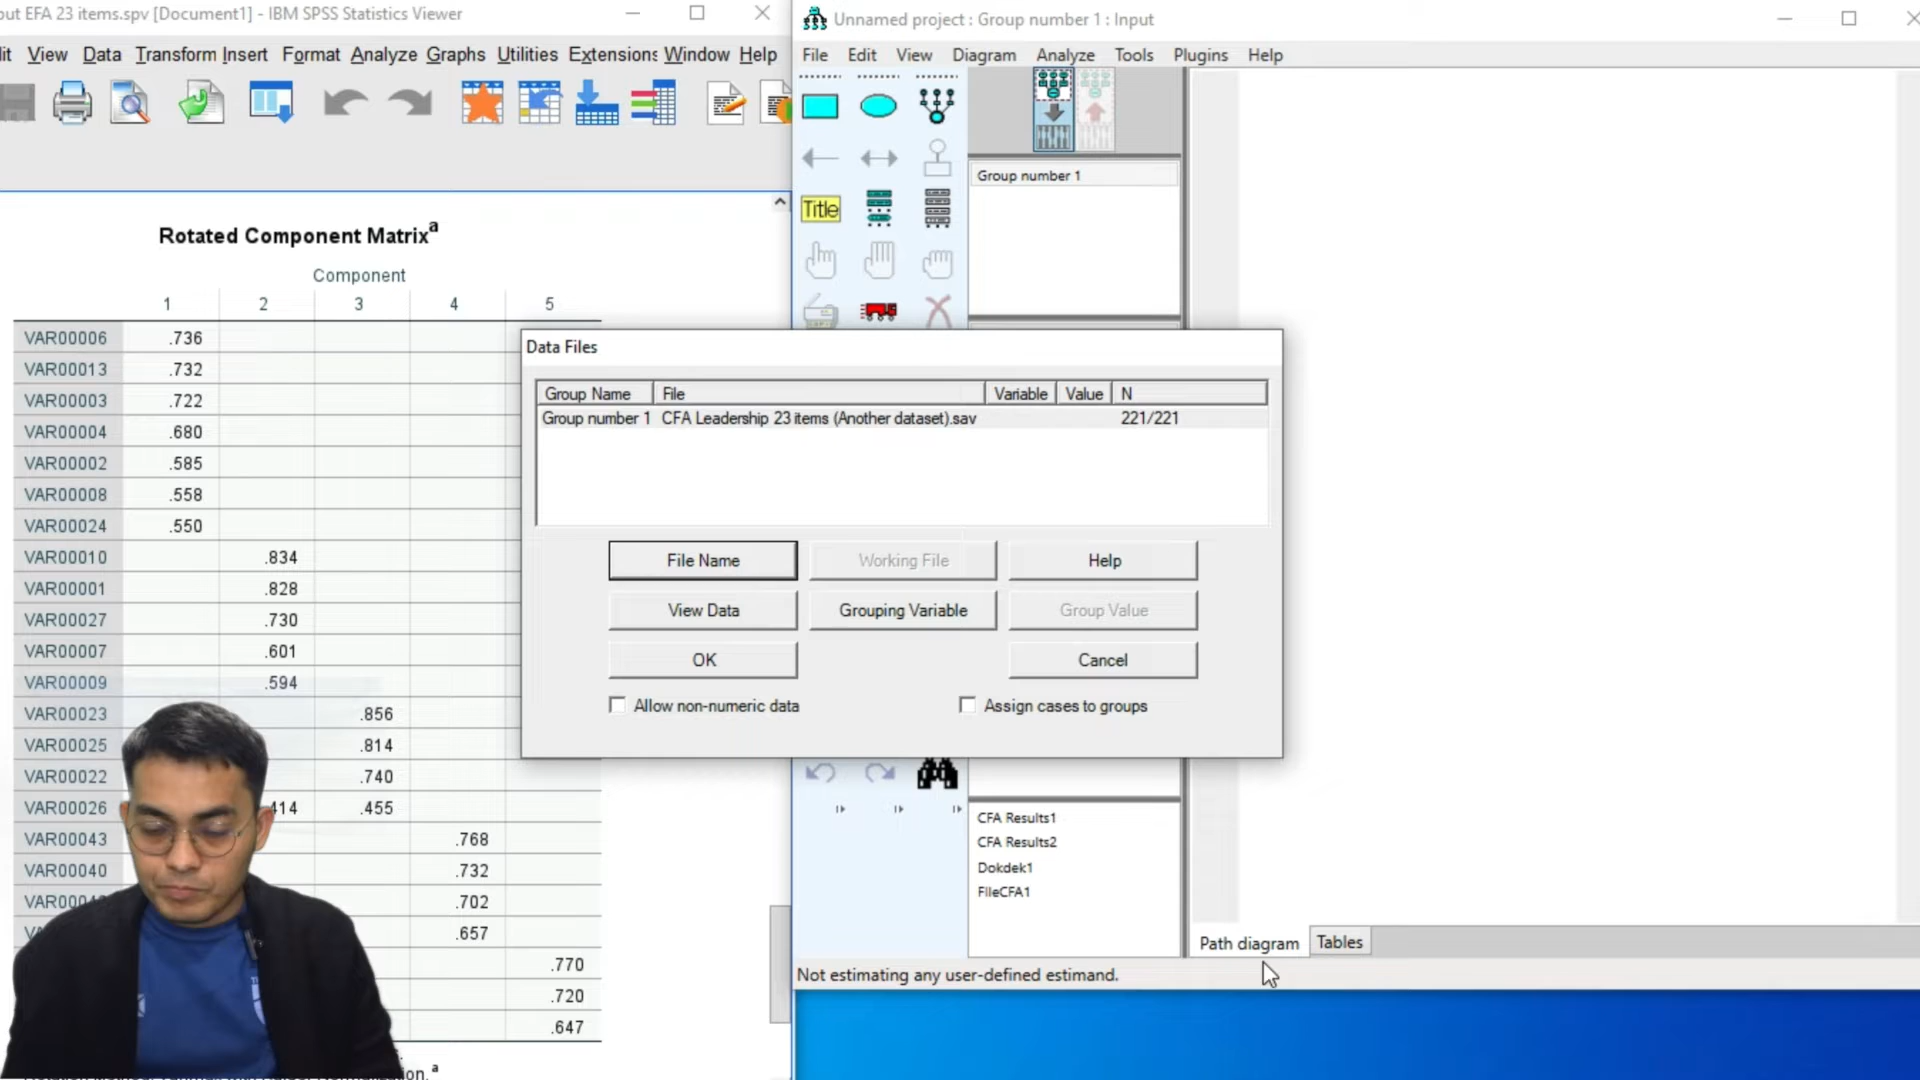 put EFA 23 items.spv [Document1] - IBM SPSS Statistics Viewer
it View Data Transform Insert Format Analyze Graphs Utilities Extensions Window Help
Rotated Component Matrixa
Component
1 2 3 4 5
VAR00006 .736
VAR00013 .732
VAR00003 .722
VAR00004 .680
VAR00002 .585
VAR00008 .558
VAR00024 .550
VAR00010 .834
VAR00001 .828
VAR00027 .730
VAR00007 .601
VAR00009 .594
VAR00023 .856
VAR00025 .814
VAR00022 .740
VAR00026 .414 .455
VAR00043 .768
VAR00040 .732
.702
.657
.770
.720
.647
Unnamed project : Group number 1 : Input
File Edit View Diagram Analyze Tools Plugins Help
Title
Group number 1
Data Files
Group Name File Variable Value N
Group number 1 CFA Leadership 23 items (Another dataset).sav 221/221
File Name Working File Help
View Data Grouping Variable Group Value
OK Cancel
Allow non-numeric data Assign cases to groups
CFA Results1
CFA Results2
Dokdek1
FIleCFA1
Path diagram Tables
Not estimating any user-defined estimand.